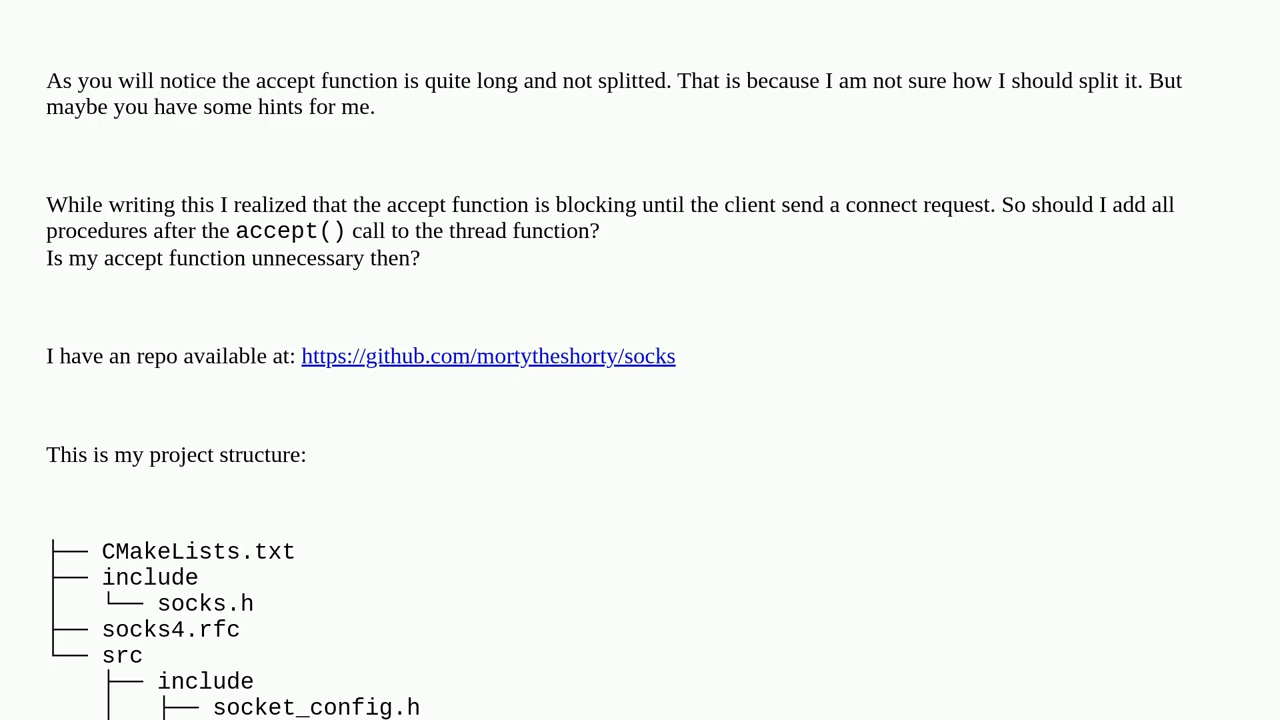 As you will notice the accept function is quite long and not splitted. That is because I am not sure how I should split it. But
maybe you have some hints for me.
While writing this I realized that the accept function is blocking until the client send a connect request. So should I add all
procedures after the accept() call to the thread function?
Is my accept function unnecessary then?
I have an repo available at: https://github.com/mortytheshorty/socks
This is my project structure:
├── CMakeLists.txt
├── include
│   └── socks.h
├── socks4.rfc
└── src
    ├── include
    │   ├── socket_config.h